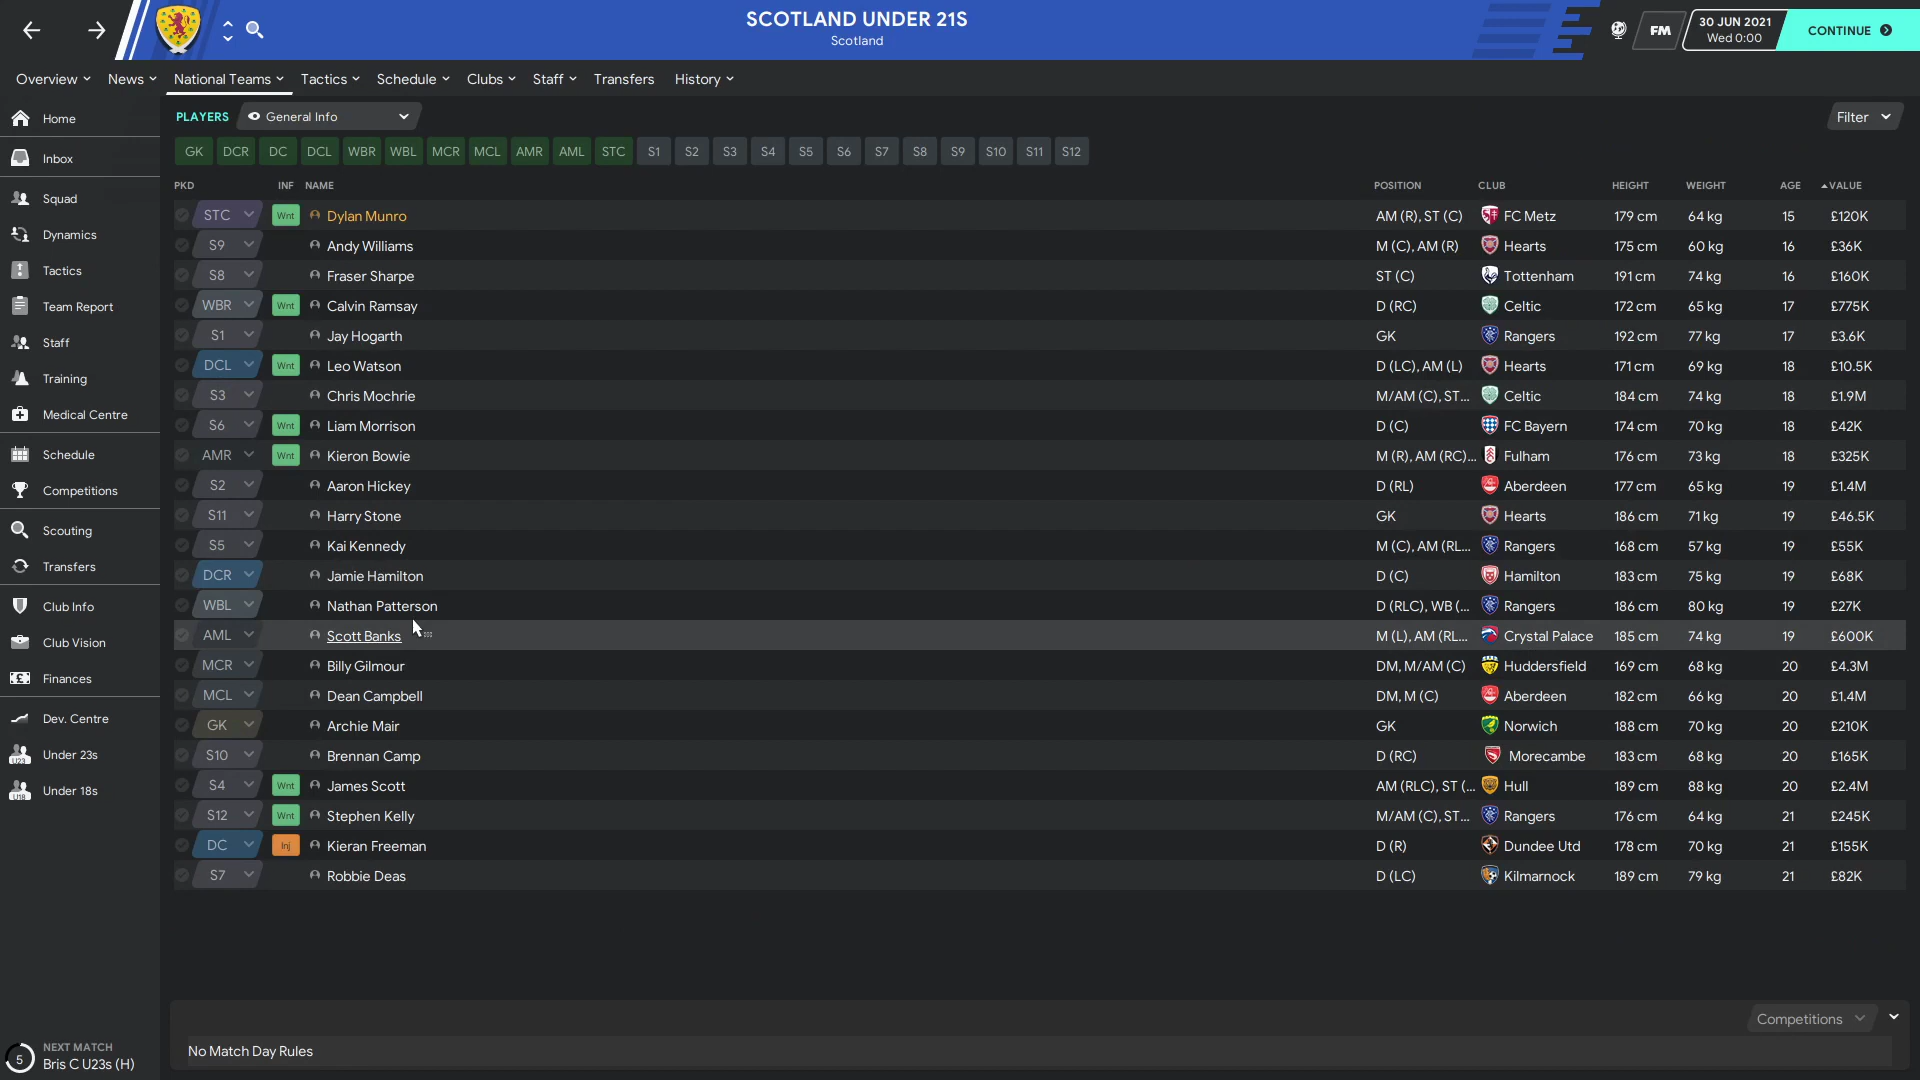 SCOTLAND UNDER 21S
Scotland
FM
30 JUN 2021
Wed 0:00
CONTINUE
Overview News National Teams Tactics Schedule Clubs Staff Transfers History
Home
Inbox
Squad
Dynamics
Tactics
Team Report
Staff
Training
Medical Centre
Schedule
Competitions
Scouting
Transfers
Club Info
Club Vision
Finances
Dev. Centre
U23 Under 23s
U18 Under 18s
5 NEXT MATCH
Bris C U23s (H)
PLAYERS General Info Filter
GK DCR DC DCL WBR WBL MCR MCL AMR AML STC S1 S2 S3 S4 S5 S6 S7 S8 S9 S10 S11 S12
PKD INF NAME POSITION CLUB HEIGHT WEIGHT AGE VALUE
STC Wnt Dylan Munro AM (R), ST (C) FC Metz 179 cm 64 kg 15 £120K
S9 Andy Williams M (C), AM (R) Hearts 175 cm 60 kg 16 £36K
S8 Fraser Sharpe ST (C) Tottenham 191 cm 74 kg 16 £160K
WBR Wnt Calvin Ramsay D (RC) Celtic 172 cm 65 kg 17 £775K
S1 Jay Hogarth GK Rangers 192 cm 77 kg 17 £3.6K
DCL Wnt Leo Watson D (LC), AM (L) Hearts 171 cm 69 kg 18 £10.5K
S3 Chris Mochrie M/AM (C), ST... Celtic 184 cm 74 kg 18 £1.9M
S6 Wnt Liam Morrison D (C) FC Bayern 174 cm 70 kg 18 £42K
AMR Wnt Kieron Bowie M (R), AM (RC)... Fulham 176 cm 73 kg 18 £325K
S2 Aaron Hickey D (RL) Aberdeen 177 cm 65 kg 19 £1.4M
S11 Harry Stone GK Hearts 186 cm 71 kg 19 £46.5K
S5 Kai Kennedy M (C), AM (RL... Rangers 168 cm 57 kg 19 £55K
DCR Jamie Hamilton D (C) Hamilton 183 cm 75 kg 19 £68K
WBL Nathan Patterson D (RLC), WB (... Rangers 186 cm 80 kg 19 £27K
AML Scott Banks M (L), AM (RL... Crystal Palace 185 cm 74 kg 19 £600K
MCR Billy Gilmour DM, M/AM (C) Huddersfield 169 cm 68 kg 20 £4.3M
MCL Dean Campbell DM, M (C) Aberdeen 182 cm 66 kg 20 £1.4M
GK Archie Mair GK Norwich 188 cm 70 kg 20 £210K
S10 Brennan Camp D (RC) Morecambe 183 cm 68 kg 20 £165K
S4 Wnt James Scott AM (RLC), ST (... Hull 189 cm 88 kg 20 £2.4M
S12 Wnt Stephen Kelly M/AM (C), ST... Rangers 176 cm 64 kg 21 £245K
DC Inj Kieran Freeman D (R) Dundee Utd 178 cm 70 kg 21 £155K
S7 Robbie Deas D (LC) Kilmarnock 189 cm 79 kg 21 £82K
Competitions
No Match Day Rules